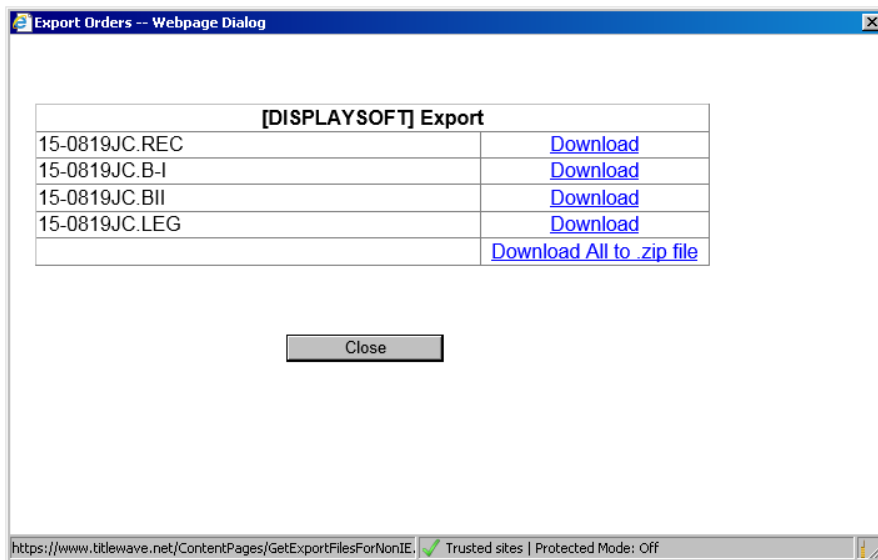 Export Orders -- Webpage Dialog
[DISPLAYSOFT] Export
15-0819JC.REC Download
15-0819JC.B-I Download
15-0819JC.BII Download
15-0819JC.LEG Download
Download All to .zip file
Close
https://www.titlewave.net/ContentPages/GetExportFilesForNonIE. Trusted sites | Protected Mode: Off